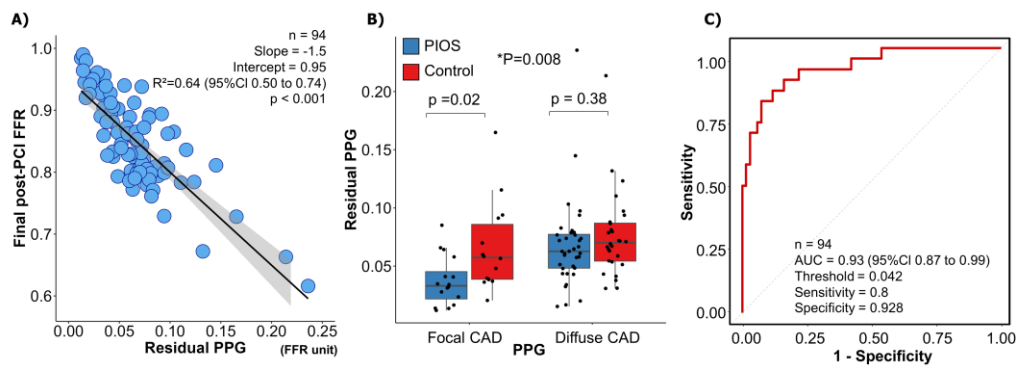 A)
n = 94
Slope = -1.5
Intercept = 0.95
R²=0.64 (95%CI 0.50 to 0.74)
p < 0.001
Final post-PCI FFR
1.0
0.9
0.8
0.7
0.6
0.00 0.05 0.10 0.15 0.20 0.25
Residual PPG (FFR unit)
B)
PIOS
Control
*P=0.008
p =0.02
p = 0.38
Residual PPG
0.20
0.15
0.10
0.05
Focal CAD Diffuse CAD
PPG
C)
Sensitivity
1.00
0.75
0.50
0.25
0.00
n = 94
AUC = 0.93 (95%CI 0.87 to 0.99)
Threshold = 0.042
Sensitivity = 0.8
Specificity = 0.928
0.00 0.25 0.50 0.75 1.00
1 - Specificity